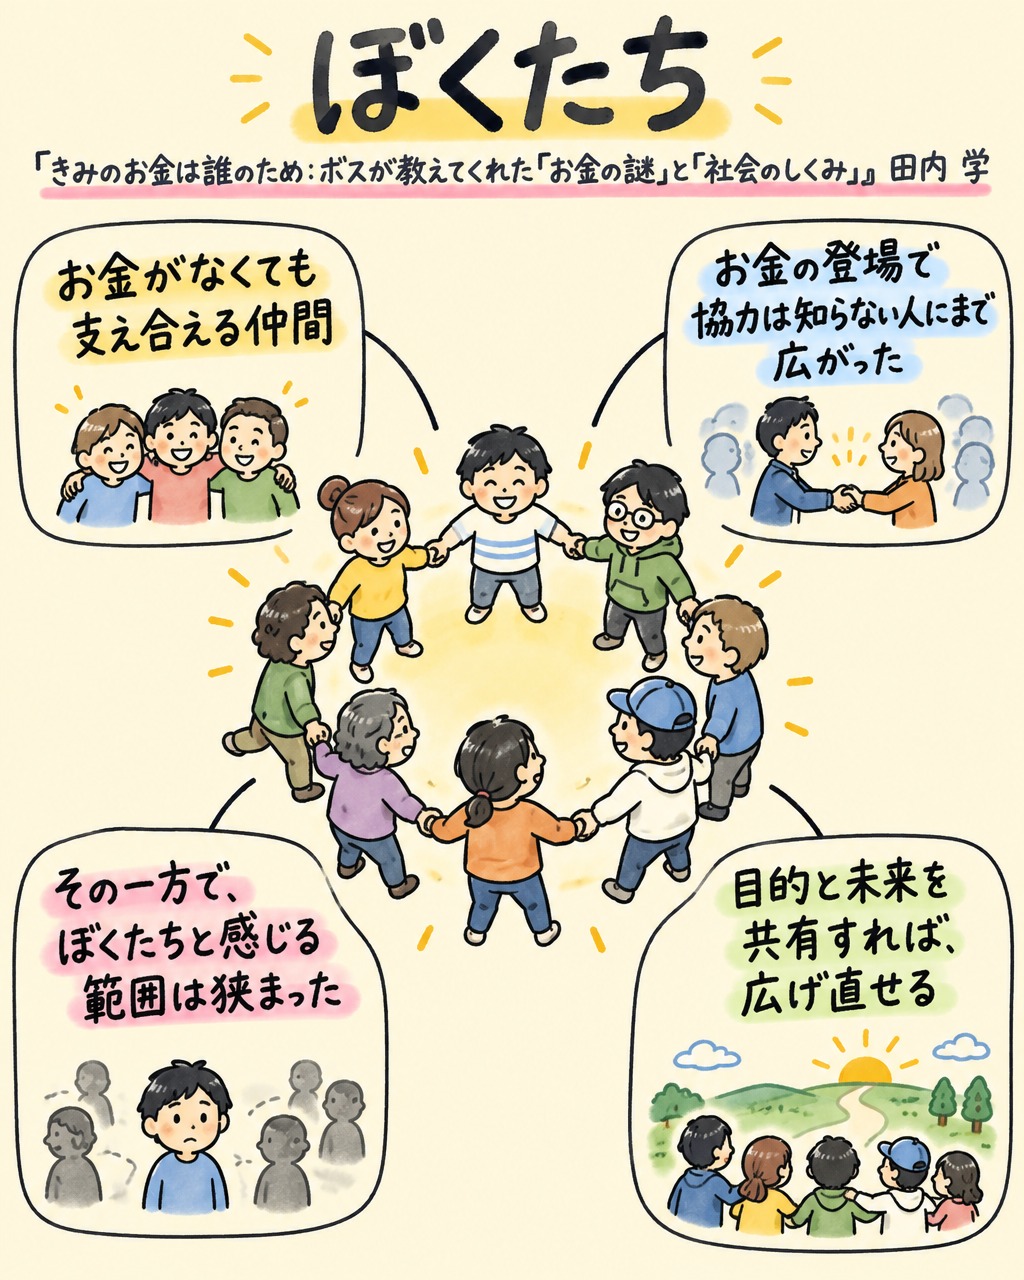 ぼくたち
「きみのお金は誰のため:ボスが教えてくれた「お金の謎」と「社会のしくみ」』 田内 学
お金がなくても
支え合える仲間
お金の登場で
協力は知らない人にまで
広がった
その一方で、
ぼくたちと感じる
範囲は狭まった
目的と未来を
共有すれば、
広げ直せる